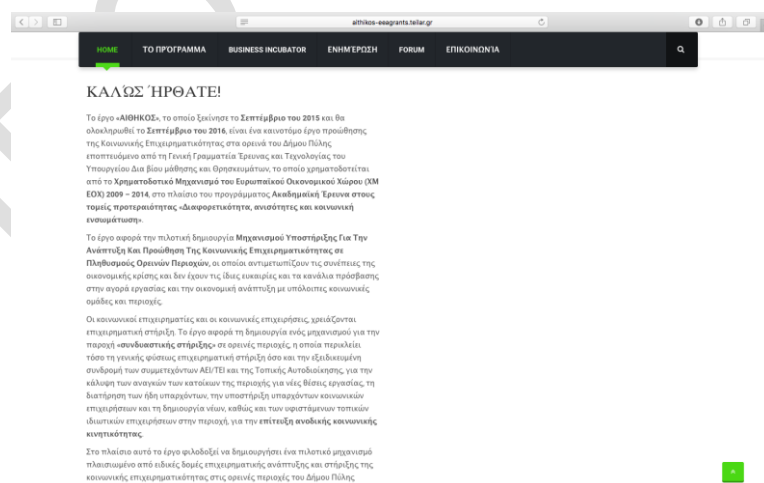 aithikos-eeagrants.teilar.gr
HOME ΤΟ ΠΡΌΓΡΑΜΜΑ BUSINESS INCUBATOR ΕΝΗΜΈΡΩΣΗ FORUM ΕΠΙΚΟΙΝΩΝΊΑ
ΚΑΛΏΣ ΉΡΘΑΤΕ!
Το έργο «ΑΙΘΗΚΟΣ», το οποίο ξεκίνησε το Σεπτέμβριο του 2015 και θα
ολοκληρωθεί το Σεπτέμβριο του 2016, είναι ένα καινοτόμο έργο προώθησης
της Κοινωνικής Επιχειρηματικότητας στα ορεινά του Δήμου Πύλης,
εποπτευόμενο από τη Γενική Γραμματεία Έρευνας και Τεχνολογίας του
Υπουργείου Δια βίου μάθησης και Θρησκευμάτων, το οποίο χρηματοδοτείται
από το Χρηματοδοτικό Μηχανισμό του Ευρωπαϊκού Οικονομικού Χώρου (ΧΜ
ΕΟΧ) 2009 – 2014, στο πλαίσιο του προγράμματος Ακαδημαϊκή Έρευνα στους
τομείς προτεραιότητας «Διαφορετικότητα, ανισότητες και κοινωνική
ενσωμάτωση».
Το έργο αφορά την πιλοτική δημιουργία Μηχανισμού Υποστήριξης Για Την
Ανάπτυξη Και Προώθηση Της Κοινωνικής Επιχειρηματικότητας σε
Πληθυσμούς Ορεινών Περιοχών, οι οποίοι αντιμετωπίζουν τις συνέπειες της
οικονομικής κρίσης και δεν έχουν τις ίδιες ευκαιρίες και τα κανάλια πρόσβασης
στην αγορά εργασίας και την οικονομική ανάπτυξη με υπόλοιπες κοινωνικές
ομάδες και περιοχές.
Οι κοινωνικοί επιχειρηματίες και οι κοινωνικές επιχειρήσεις, χρειάζονται
επιχειρηματική στήριξη. Το έργο αφορά τη δημιουργία ενός μηχανισμού για την
παροχή «συνδυαστικής στήριξης» σε ορεινές περιοχές, η οποία περικλείει
τόσο τη γενικής φύσεως επιχειρηματική στήριξη όσο και την εξειδικευμένη
συνδρομή των συμμετεχόντων ΑΕΙ/ΤΕΙ και της Τοπικής Αυτοδιοίκησης, για την
κάλυψη των αναγκών των κατοίκων της περιοχής για νέες θέσεις εργασίας, τη
διατήρηση των ήδη υπαρχόντων, την υποστήριξη υπαρχόντων κοινωνικών
επιχειρήσεων και τη δημιουργία νέων, καθώς και των υφιστάμενων τοπικών
ιδιωτικών επιχειρήσεων στην περιοχή, για την επίτευξη ανοδικής κοινωνικής
κινητικότητας.
Στο πλαίσιο αυτό το έργο φιλοδοξεί να δημιουργήσει ένα πιλοτικό μηχανισμό
πλαισιωμένο από ειδικές δομές επιχειρηματικής ανάπτυξης και στήριξης της
κοινωνικής επιχειρηματικότητας στις ορεινές περιοχές του Δήμου Πύλης